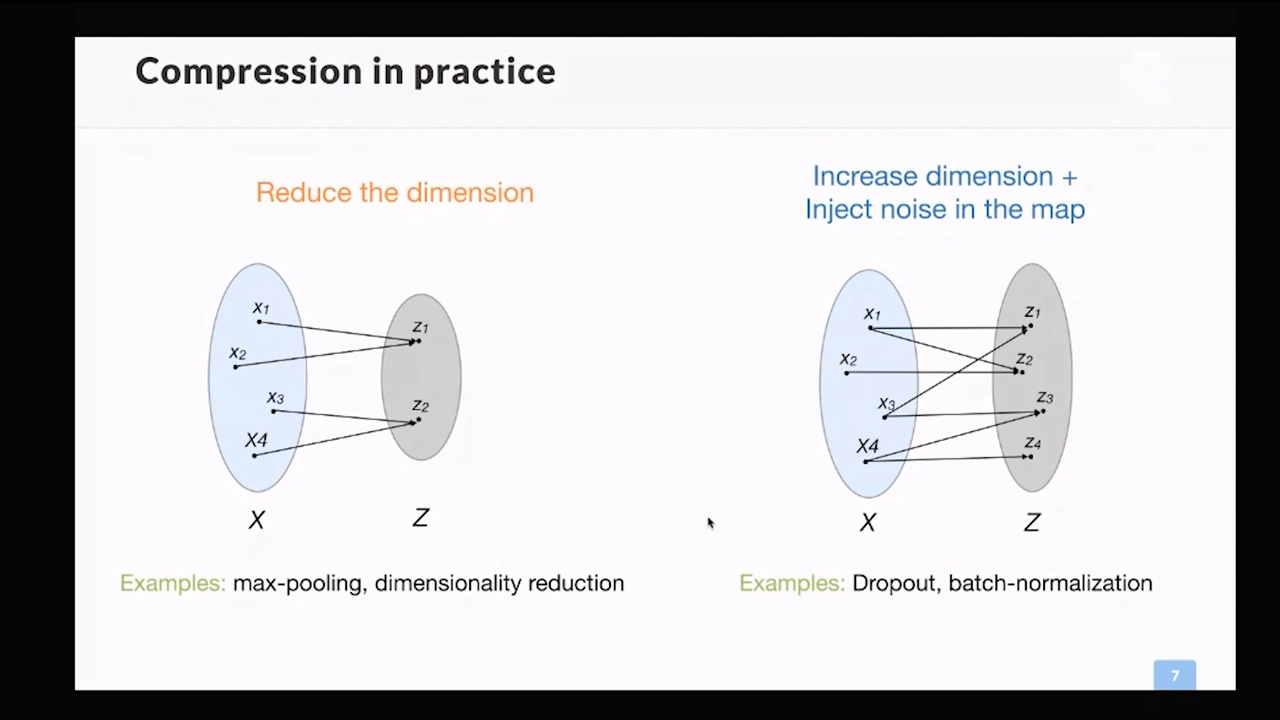 Compression in practice
Reduce the dimension
x1
x2
x3
X4
z1
z2
X
Z
Examples: max-pooling, dimensionality reduction
Increase dimension +
Inject noise in the map
x1
x2
x3
X4
z1
z2
z3
z4
X
Z
Examples: Dropout, batch-normalization
7